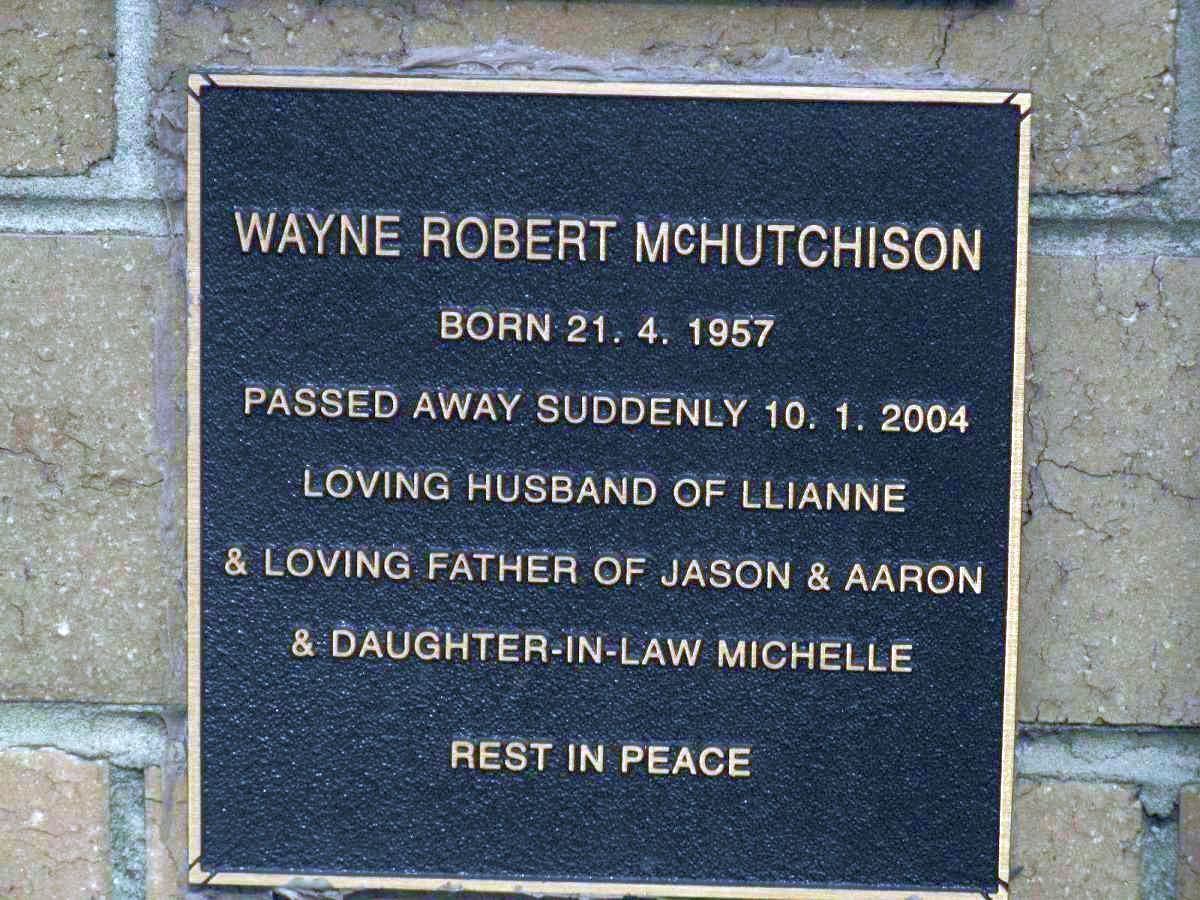 WAYNE ROBERT McHUTCHISON
BORN 21. 4. 1957
PASSED AWAY SUDDENLY 10. 1. 2004
LOVING HUSBAND OF LLIANNE
& LOVING FATHER OF JASON & AARON
& DAUGHTER-IN-LAW MICHELLE
REST IN PEACE